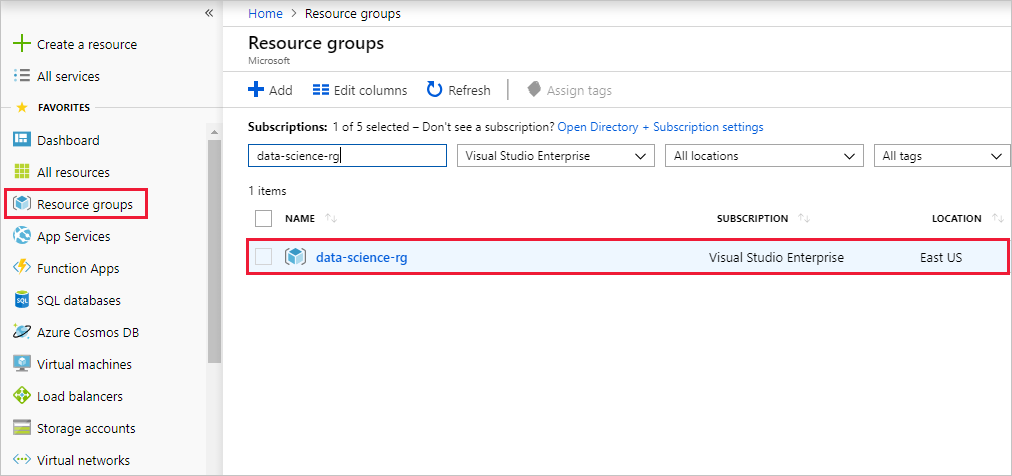 «
Create a resource
All services
FAVORITES
Dashboard
All resources
Resource groups
App Services
Function Apps
SQL databases
Azure Cosmos DB
Virtual machines
Load balancers
Storage accounts
Virtual networks
Home > Resource groups
Resource groups
Microsoft
Add Edit columns Refresh Assign tags
Subscriptions: 1 of 5 selected – Don't see a subscription? Open Directory + Subscription settings
data-science-rg Visual Studio Enterprise All locations All tags
1 items
NAME SUBSCRIPTION LOCATION
data-science-rg Visual Studio Enterprise East US